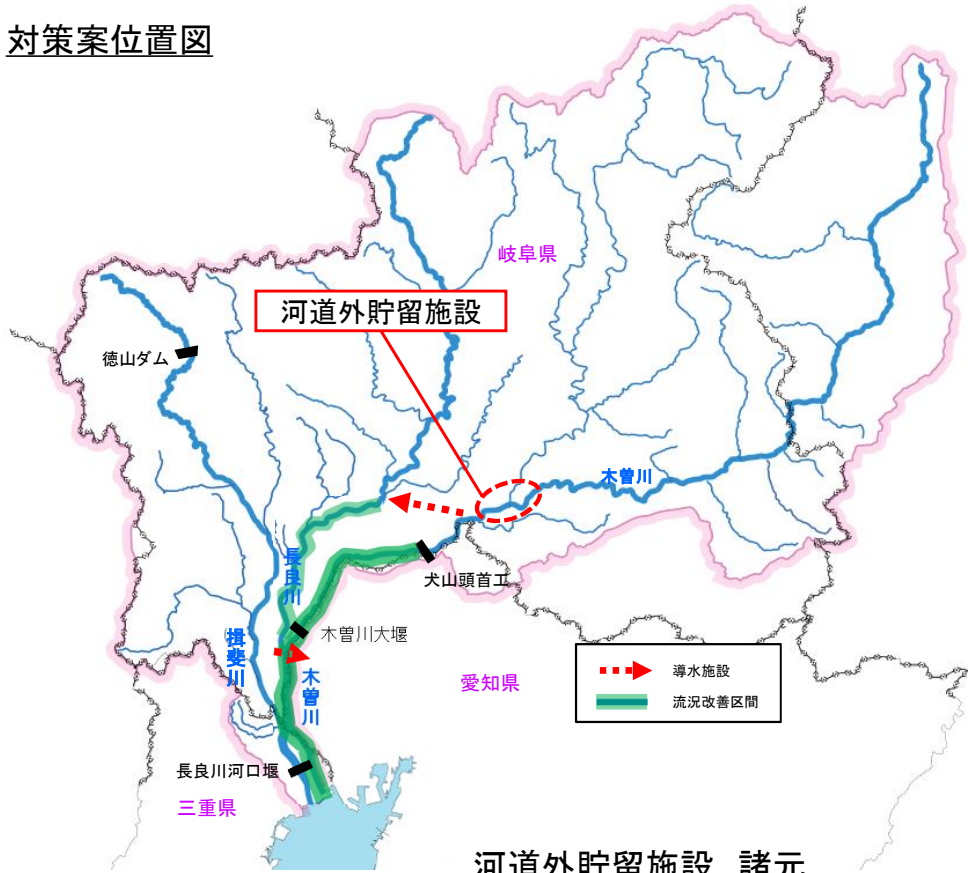 対策案位置図
岐阜県
河道外貯留施設
徳山ダム
木曽川
長良川
犬山頭首工
木曽川大堰
揖斐川
木曽川
愛知県
導水施設
流況改善区間
長良川河口堰
三重県
河道外貯留施設 諸元